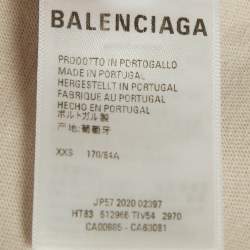 BALENCIAGA
PRODOTTO IN PORTOGALLO
MADE IN PORTUGAL
HERGESTELLT IN PORTUGAL
FABRIQUE AU PORTUGAL
HECHO EN PORTUGAL
ポルトガル製
产地:葡萄牙
XXS 170/84A
JP57 2020 02397
HT83 512966 TIV54 2970
CA00685 - CA63081